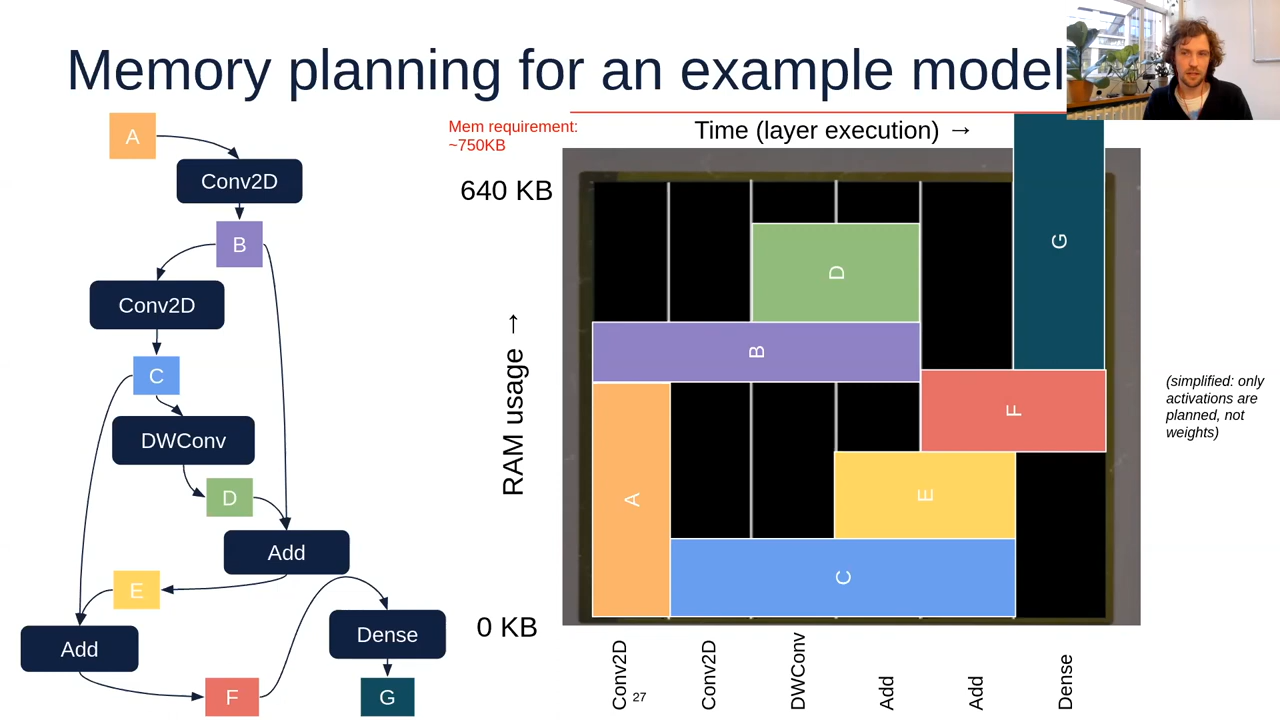 Memory planning for an example model
A
Conv2D
B
Conv2D
C
DWConv
D
Add
E
Add
F
Dense
G
Mem requirement:
~750KB
Time (layer execution) →
640 KB
RAM usage →
0 KB
A
B
C
D
E
F
G
Conv2D
Conv2D
DWConv
Add
Add
Dense
27
(simplified: only
activations are
planned, not
weights)